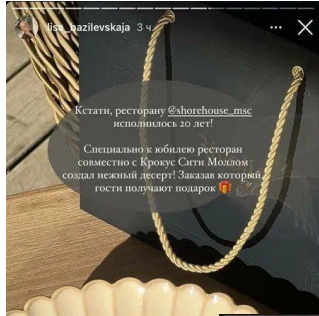 lise_bazilevskaja 3 ч.
Кстати, ресторану @shorehouse_msc
исполнилось 20 лет!
Специально к юбилею ресторан
совместно с Крокус Сити Моллом
создал нежный десерт! Заказав который,
гости получают подарок 🎁